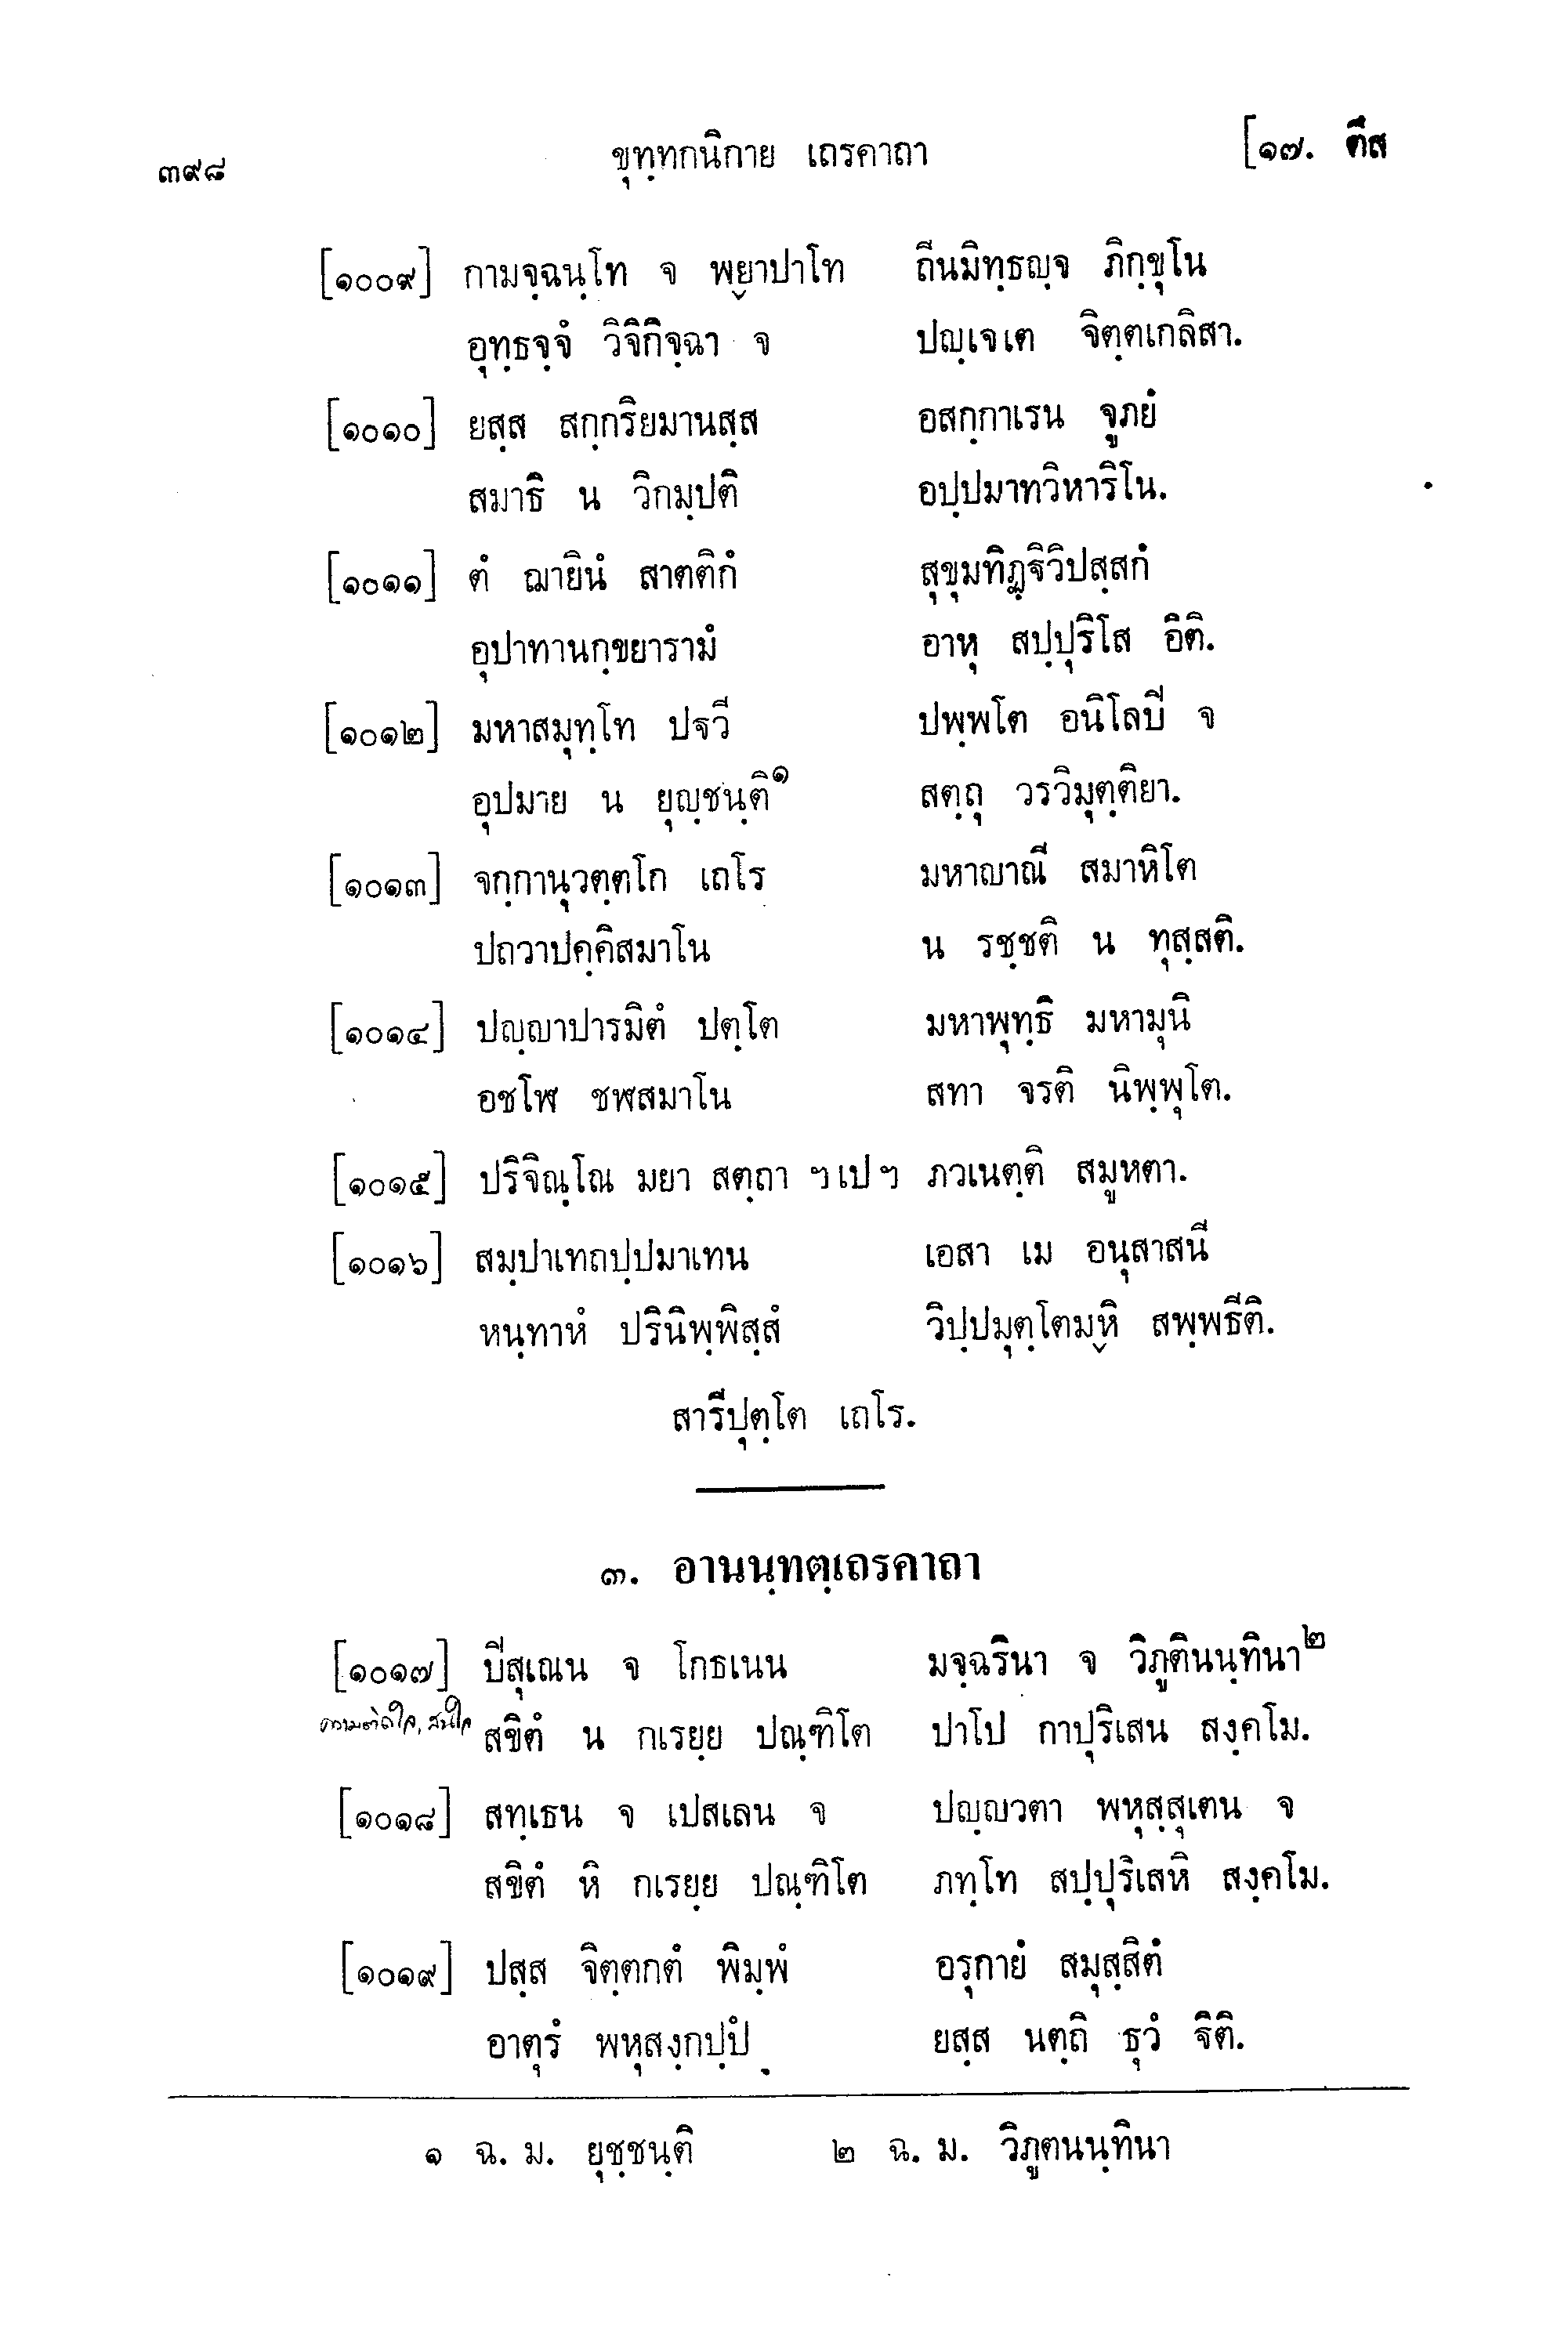 ๓๙๘ ขุทฺทกนิกาย เถรคาถา [๑๗. ตึส
[๑๐๐๙] กามจฺฉนฺโท จ พฺยาปาโท ถีนมิทฺธญฺจ ภิกฺขุโน
อุทฺธจฺจํ วิจิกิจฺฉา จ ปญฺเจเต จิตฺตเกลิสา.
[๑๐๑๐] ยสฺส สกฺกริยมานสฺส อสกฺกาเรน จูภยํ
สมาธิ น วิกมฺปติ อปฺปมาทวิหาริโน.
[๑๐๑๑] ตํ ฌายินํ สาตติกํ สุขุมทิฏฺฐิวิปสฺสกํ
อุปาทานกฺขยารามํ อาหุ สปฺปุริโส อิติ.
[๑๐๑๒] มหาสมุทฺโท ปฐวี ปพฺพโต อนิโลปี จ
อุปมาย น ยุญฺชนฺติ๑ สตฺถุ วรวิมุตฺติยา.
[๑๐๑๓] จกฺกานุวตฺตโก เถโร มหาญาณี สมาหิโต
ปถวาปคฺคิสมาโน น รชฺชติ น ทุสฺสติ.
[๑๐๑๔] ปญฺญาปารมิตํ ปตฺโต มหาพุทฺธิ มหามุนิ
อชโฬ ชฬสมาโน สทา จรติ นิพฺพุโต.
[๑๐๑๕] ปริจิณฺโณ มยา สตฺถา ฯ เป ฯ ภวเนตฺติ สมูหตา.
[๑๐๑๖] สมฺปาเทถปฺปมาเทน เอสา เม อนุสาสนี
หนฺทาหํ ปรินิพฺพิสฺสํ วิปฺปมุตฺโตมฺหิ สพฺพธีติ.
สารีปุตฺโต เถโร.
๓. อานนฺทตฺเถรคาถา
[๑๐๑๗] ปีสุเณน จ โกธเนน มจฺฉรินา จ วิภูตินนฺทินา๒
สขิตํ น กเรยฺย ปณฺฑิโต ปาโป กาปุริเสน สงฺคโม.
[๑๐๑๘] สทฺเธน จ เปสเลน จ ปญฺญวตา พหุสฺสุเตน จ
สขิตํ หิ กเรยฺย ปณฺฑิโต ภทฺโท สปฺปุริเสหิ สงฺคโม.
[๑๐๑๙] ปสฺส จิตฺตกตํ พิมฺพํ อรุกายํ สมุสฺสิตํ
อาตุรํ พหุสงฺกปฺปํ ยสฺส นตฺถิ ธุวํ ฐิติ.
๑ ฉ. ม. ยุชฺชนฺติ ๒ ฉ. ม. วิภูตนนฺทินา